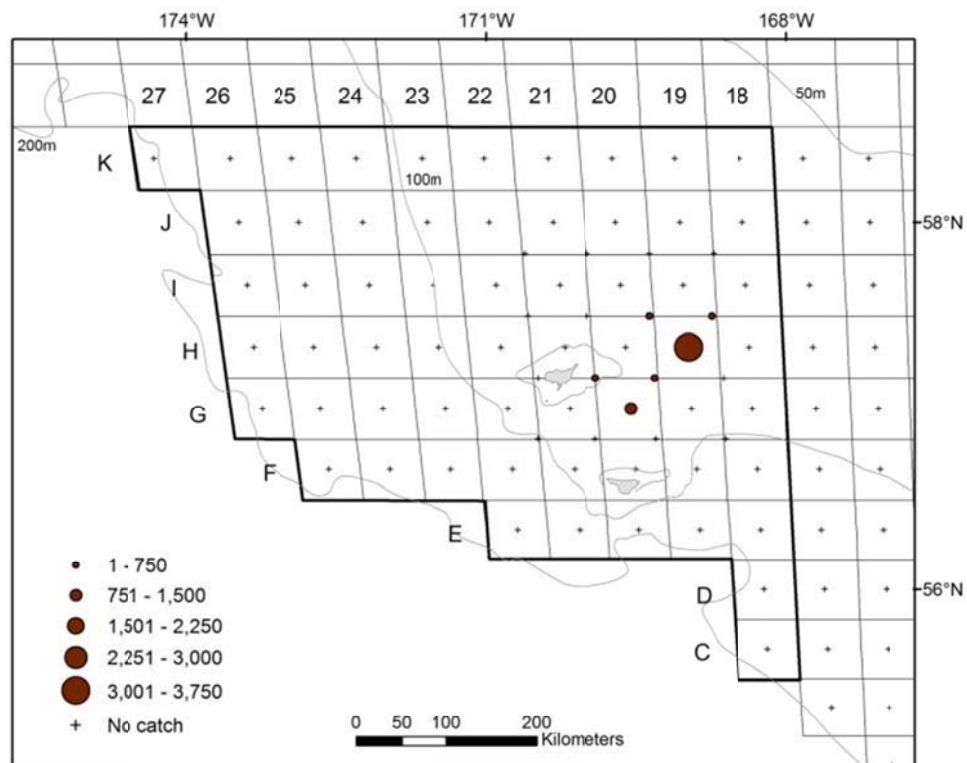 174°W 171°W 168°W
27 26 25 24 23 22 21 20 19 18
50m
200m
K
100m
J
58°N
I
H
G
F
E
1 - 750
D
56°N
751 - 1,500
1,501 - 2,250
C
2,251 - 3,000
3,001 - 3,750
No catch
0 50 100 200
Kilometers